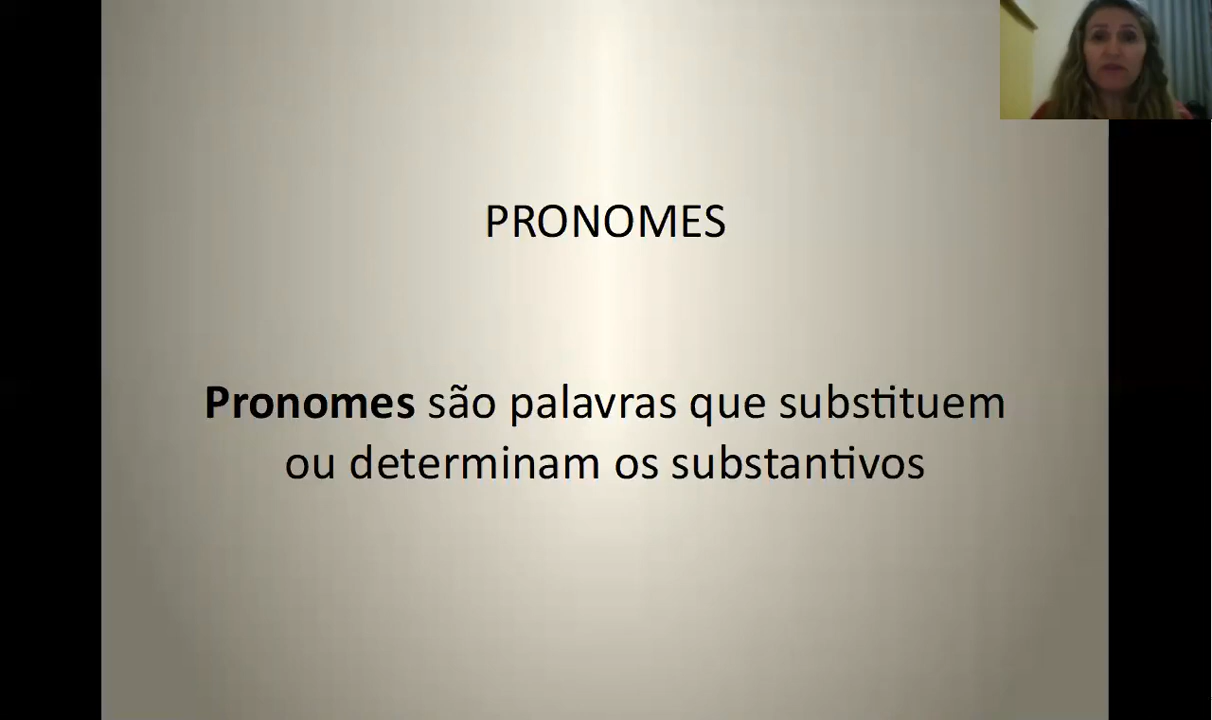 PRONOMES
Pronomes são palavras que substituem
ou determinam os substantivos